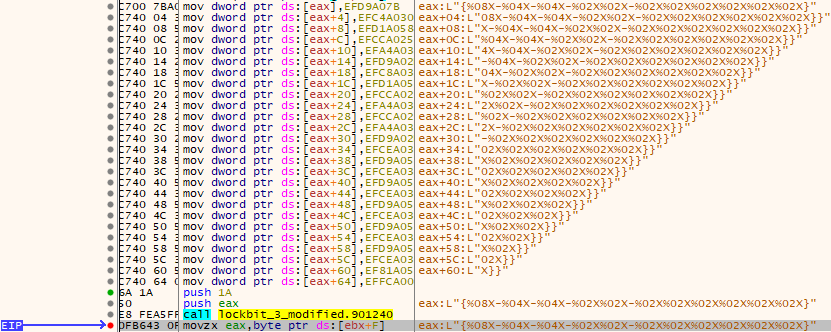 C700 7BA0 mov dword ptr ds:[eax],EFD9A07B eax:L"{%08X-%04X-%04X-%02X%02X-%02X%02X%02X%02X%02X%02X}"
C740 04 3 mov dword ptr ds:[eax+4],EFC4A030 eax+04:L"08X-%04X-%04X-%02X%02X-%02X%02X%02X%02X%02X%02X}"
C740 08 5 mov dword ptr ds:[eax+8],EFD1A058 eax+08:L"X-%04X-%04X-%02X%02X-%02X%02X%02X%02X%02X%02X}"
C740 0C 2 mov dword ptr ds:[eax+C],EFCCA025 eax+0C:L"%04X-%04X-%02X%02X-%02X%02X%02X%02X%02X%02X}"
C740 10 3 mov dword ptr ds:[eax+10],EFA4A03 eax+10:L"4X-%04X-%02X%02X-%02X%02X%02X%02X%02X%02X}"
C740 14 2 mov dword ptr ds:[eax+14],EFD9A02 eax+14:L"-%04X-%02X%02X-%02X%02X%02X%02X%02X%02X}"
C740 18 3 mov dword ptr ds:[eax+18],EFC8A03 eax+18:L"04X-%02X%02X-%02X%02X%02X%02X%02X%02X}"
C740 1C 5 mov dword ptr ds:[eax+1C],EFD1A05 eax+1C:L"X-%02X%02X-%02X%02X%02X%02X%02X%02X}"
C740 20 2 mov dword ptr ds:[eax+20],EFCCA02 eax+20:L"%02X%02X-%02X%02X%02X%02X%02X%02X}"
C740 24 3 mov dword ptr ds:[eax+24],EFA4A03 eax+24:L"2X%02X-%02X%02X%02X%02X%02X%02X}"
C740 28 2 mov dword ptr ds:[eax+28],EFCCA02 eax+28:L"%02X-%02X%02X%02X%02X%02X%02X}"
C740 2C 3 mov dword ptr ds:[eax+2C],EFA4A03 eax+2C:L"2X-%02X%02X%02X%02X%02X%02X}"
C740 30 2 mov dword ptr ds:[eax+30],EFD9A02 eax+30:L"-%02X%02X%02X%02X%02X%02X}"
C740 34 3 mov dword ptr ds:[eax+34],EFCEA03 eax+34:L"02X%02X%02X%02X%02X%02X}"
C740 38 5 mov dword ptr ds:[eax+38],EFD9A05 eax+38:L"X%02X%02X%02X%02X%02X}"
C740 3C 3 mov dword ptr ds:[eax+3C],EFCEA03 eax+3C:L"02X%02X%02X%02X%02X}"
C740 40 5 mov dword ptr ds:[eax+40],EFD9A05 eax+40:L"X%02X%02X%02X%02X}"
C740 44 3 mov dword ptr ds:[eax+44],EFCEA03 eax+44:L"02X%02X%02X%02X}"
C740 48 5 mov dword ptr ds:[eax+48],EFD9A05 eax+48:L"X%02X%02X%02X}"
C740 4C 3 mov dword ptr ds:[eax+4C],EFCEA03 eax+4C:L"02X%02X%02X}"
C740 50 5 mov dword ptr ds:[eax+50],EFD9A05 eax+50:L"X%02X%02X}"
C740 54 3 mov dword ptr ds:[eax+54],EFCEA03 eax+54:L"02X%02X}"
C740 58 5 mov dword ptr ds:[eax+58],EFD9A05 eax+58:L"X%02X}"
C740 5C 3 mov dword ptr ds:[eax+5C],EFCEA03 eax+5C:L"02X}"
C740 60 5 mov dword ptr ds:[eax+60],EF81A05 eax+60:L"X}"
C740 64 0 mov dword ptr ds:[eax+64],EFFCA00
6A 1A push 1A
50 push eax eax:L"{%08X-%04X-%04X-%02X%02X-%02X%02X%02X%02X%02X%02X}"
E8 FEA5FF call lockbit_3_modified.901240
EIP 0FB643 0F movzx eax,byte ptr ds:[ebx+F] eax:L"{%08X-%04X-%04X-%02X%02X-%02X%02X%02X%02X%02X%02X}"